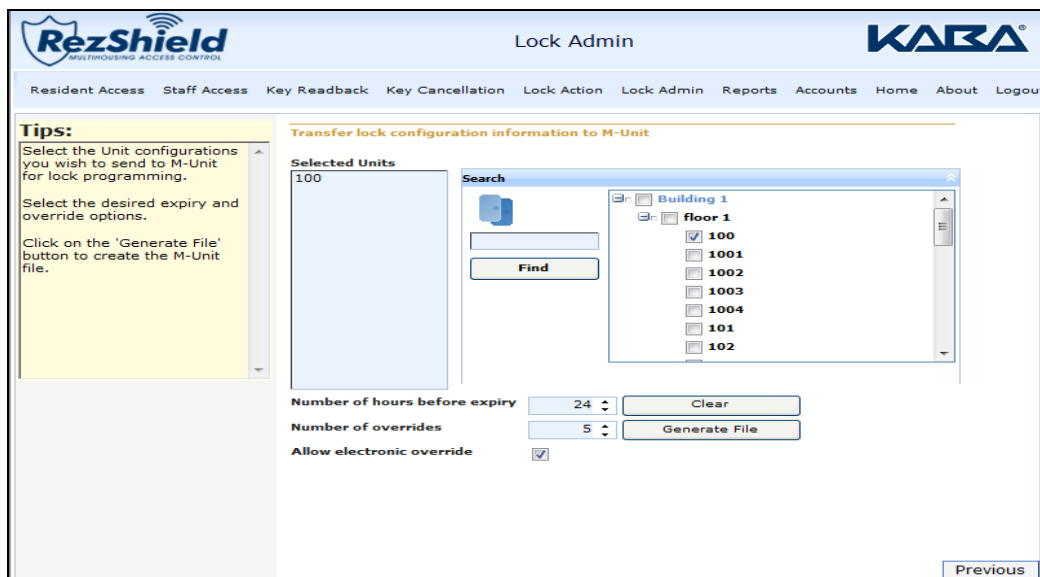 RezShield
MULTIHOUSING ACCESS CONTROL
Lock Admin
KABA®
Resident Access Staff Access Key Readback Key Cancellation Lock Action Lock Admin Reports Accounts Home About Logou
Tips:
Select the Unit configurations
you wish to send to M-Unit
for lock programming.
Select the desired expiry and
override options.
Click on the 'Generate File'
button to create the M-Unit
file.
Transfer lock configuration information to M-Unit
Selected Units
100
Search
Find
Building 1
floor 1
100
1001
1002
1003
1004
101
102
Number of hours before expiry 24 Clear
Number of overrides 5 Generate File
Allow electronic override
Previous